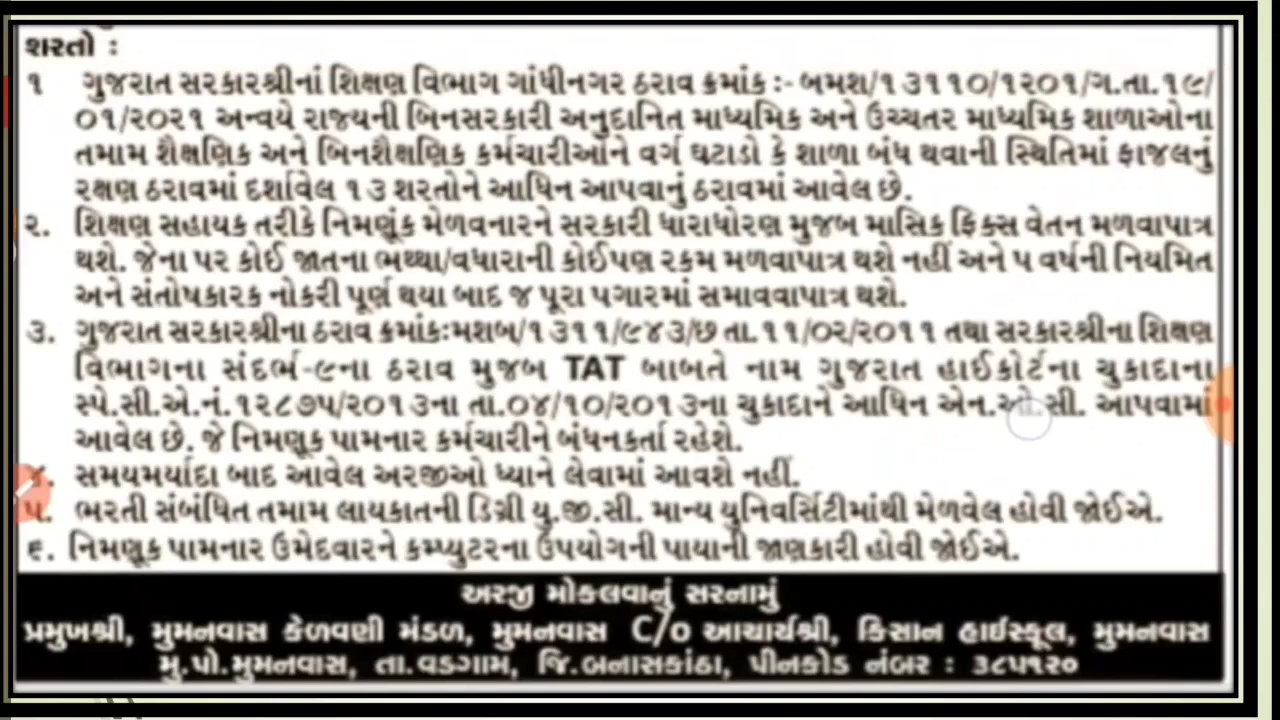 શરતો :
૧ ગુજરાત સરકારશ્રીનાં શિક્ષણ વિભાગ ગાંધીનગર ઠરાવ ક્રમાંક :- બમશ/૧૩૧૧૦/૧૨૦૧/ગ.તા.૧૯/
૦૧/૨૦૨૧ અન્વયે રાજ્યની બિનસરકારી અનુદાનિત માધ્યમિક અને ઉચ્ચતર માધ્યમિક શાળાઓના
તમામ શૈક્ષણિક અને બિનશૈક્ષણિક કર્મચારીઓને વર્ગ ઘટાડો કે શાળા બંધ થવાની સ્થિતિમાં ફાજલનું
રક્ષણ ઠરાવમાં દર્શાવેલ ૧૩ શરતોને આધિન આપવાનું ઠરાવમાં આવેલ છે.
૨. શિક્ષણ સહાયક તરીકે નિમણૂંક મેળવનારને સરકારી ધારાધોરણ મુજબ માસિક ફિક્સ વેતન મળવાપાત્ર
થશે. જેના પર કોઈ જાતના ભથ્થા/વધારાની કોઈપણ રકમ મળવાપાત્ર થશે નહીં અને ૫ વર્ષની નિયમિત
અને સંતોષકારક નોકરી પૂર્ણ થયા બાદ જ પૂરા પગારમાં સમાવવાપાત્ર થશે.
૩. ગુજરાત સરકારશ્રીના ઠરાવ ક્રમાંકઃમશબ/૧૩૧૧/૯૪૩/છ તા.૧૧/૦૨/૨૦૧૧ તથા સરકારશ્રીના શિક્ષણ
વિભાગના સંદર્ભ-૯ના ઠરાવ મુજબ TAT બાબતે નામ ગુજરાત હાઈકોર્ટના ચુકાદાના
સ્પે.સી.એ.નં.૧૨૮૭૫/૨૦૧૩ના તા.૦૪/૧૦/૨૦૧૩ના ચુકાદાને આધિન એન.ઓ.સી. આપવામાં
આવેલ છે. જે નિમણૂક પામનાર કર્મચારીને બંધનકર્તા રહેશે.
૪. સમયમર્યાદા બાદ આવેલ અરજીઓ ધ્યાને લેવામાં આવશે નહીં.
૫. ભરતી સંબંધિત તમામ લાયકાતની ડિગ્રી યુ.જી.સી. માન્ય યુનિવર્સિટીમાંથી મેળવેલ હોવી જોઈએ.
૬. નિમણૂક પામનાર ઉમેદવારને કમ્પ્યુટરના ઉપયોગની પાયાની જાણકારી હોવી જોઈએ.
અરજી મોકલવાનું સરનામું
પ્રમુખશ્રી, મુમનવાસ કેળવણી મંડળ, મુમનવાસ C/o આચાર્યશ્રી, કિસાન હાઈસ્કૂલ, મુમનવાસ
મુ.પો.મુમનવાસ, તા.વડગામ, જિ.બનાસકાંઠા, પીનકોડ નંબર : ૩૮૫૧૨૦